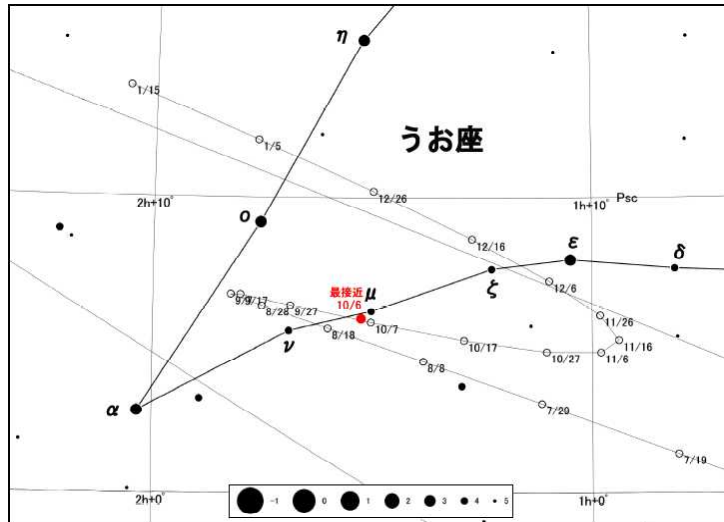 η
1/15
1/5
うお座
12/26
2h+10°
1h+10° Psc
ο
12/16
ε
δ
ζ
12/6
最接近
10/6
μ
9/9
9/17
8/28
9/27
11/26
8/18
10/7
ν
10/17
11/16
10/27
11/6
8/8
α
7/29
7/19
2h+0°
1h+0°
-1 0 1 2 3 4 5